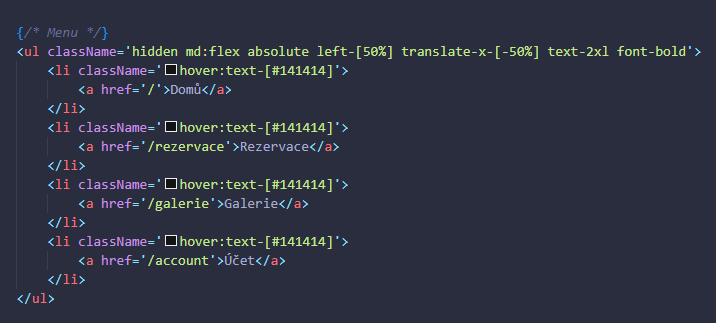 {/* Menu */}
<ul className='hidden md:flex absolute left-[50%] translate-x-[-50%] text-2xl font-bold'>
<li className='hover:text-[#141414]'>
<a href='/'>Domů</a>
</li>
<li className='hover:text-[#141414]'>
<a href='/rezervace'>Rezervace</a>
</li>
<li className='hover:text-[#141414]'>
<a href='/galerie'>Galerie</a>
</li>
<li className='hover:text-[#141414]'>
<a href='/account'>Účet</a>
</li>
</ul>